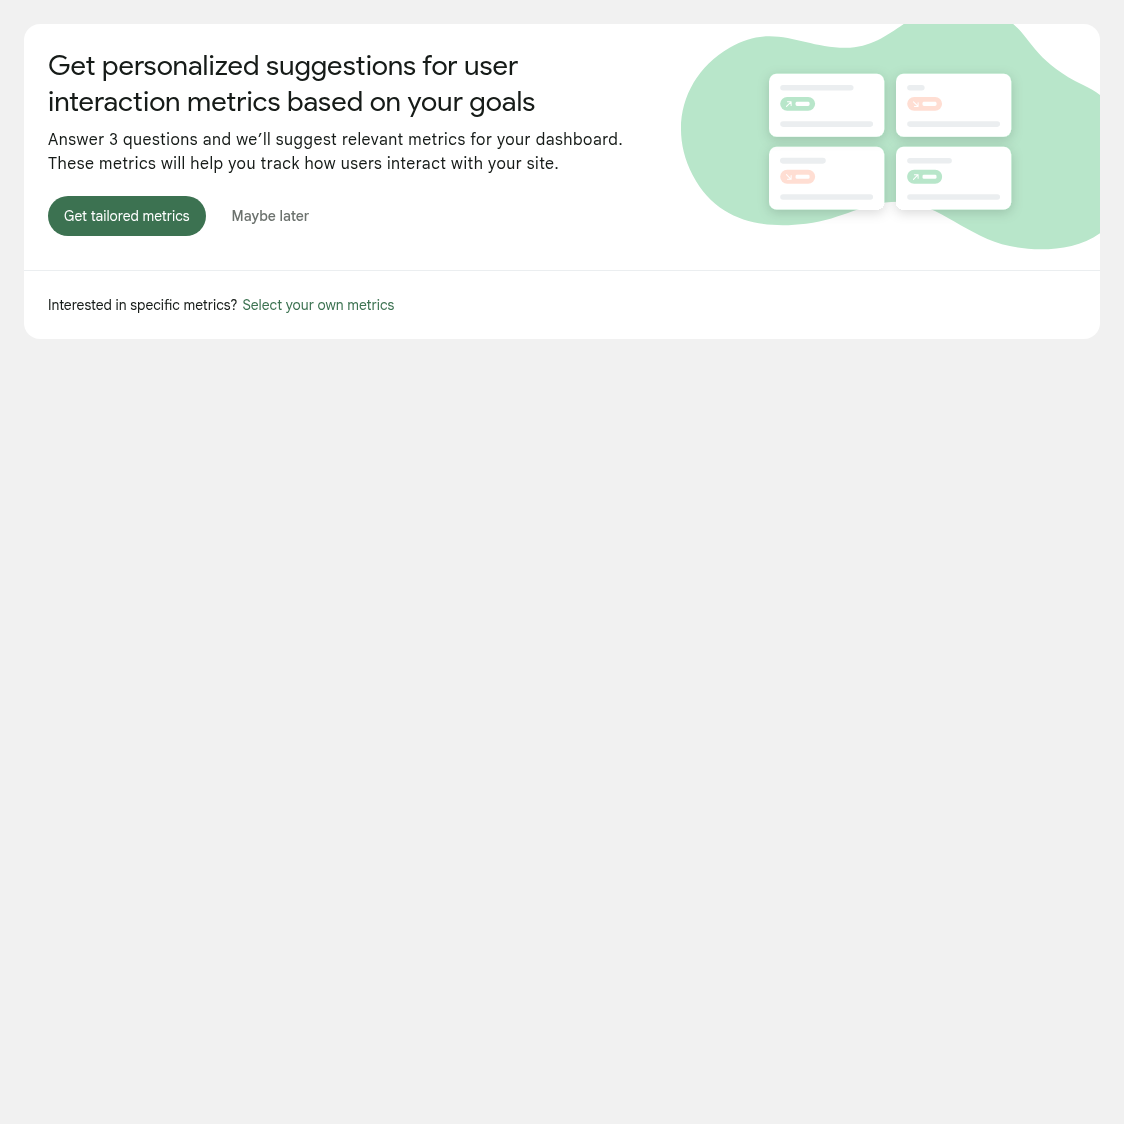 Get personalized suggestions for user
interaction metrics based on your goals
Answer 3 questions and we’ll suggest relevant metrics for your dashboard.
These metrics will help you track how users interact with your site.
Get tailored metrics
Maybe later
Interested in specific metrics? Select your own metrics